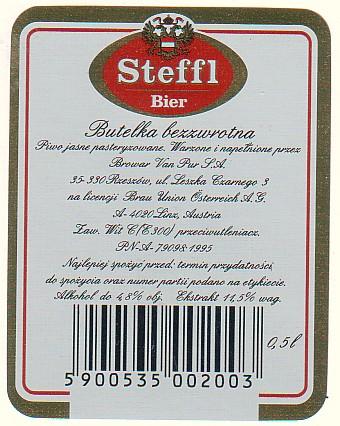 Steffl
Bier
Butelka bezzwrotna
Piwo jasne pasteryzowane. Warzone i napełnione przez
Browar Van Pur S.A.
35-330 Rzeszów, ul. Leszka Czarnego 3
na licencji Brau Union Österreich A.G.
A-4020 Linz, Austria
Zaw. Wit C/E300/ przeciwutleniacz.
PN-A-79098:1995
Najlepiej spożyć przed: termin przydatności
do spożycia oraz numer partii podano na etykiecie.
Alkohol do 4,8% obj. Ekstrakt 11,5% wag.
0,5l
5 900535 002003